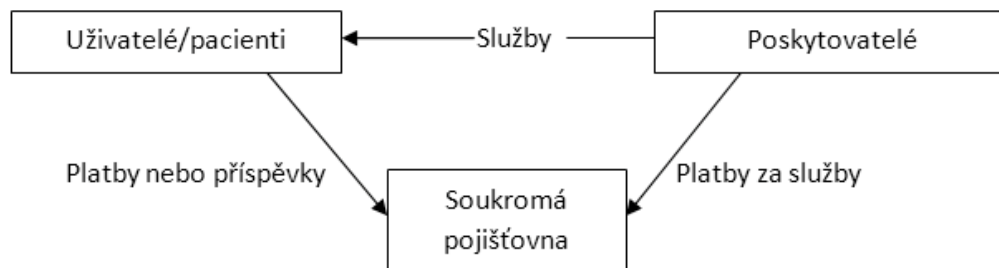 Uživatelé/pacienti
Služby
Poskytovatelé
Platby nebo příspěvky
Platby za služby
Soukromá
pojišťovna